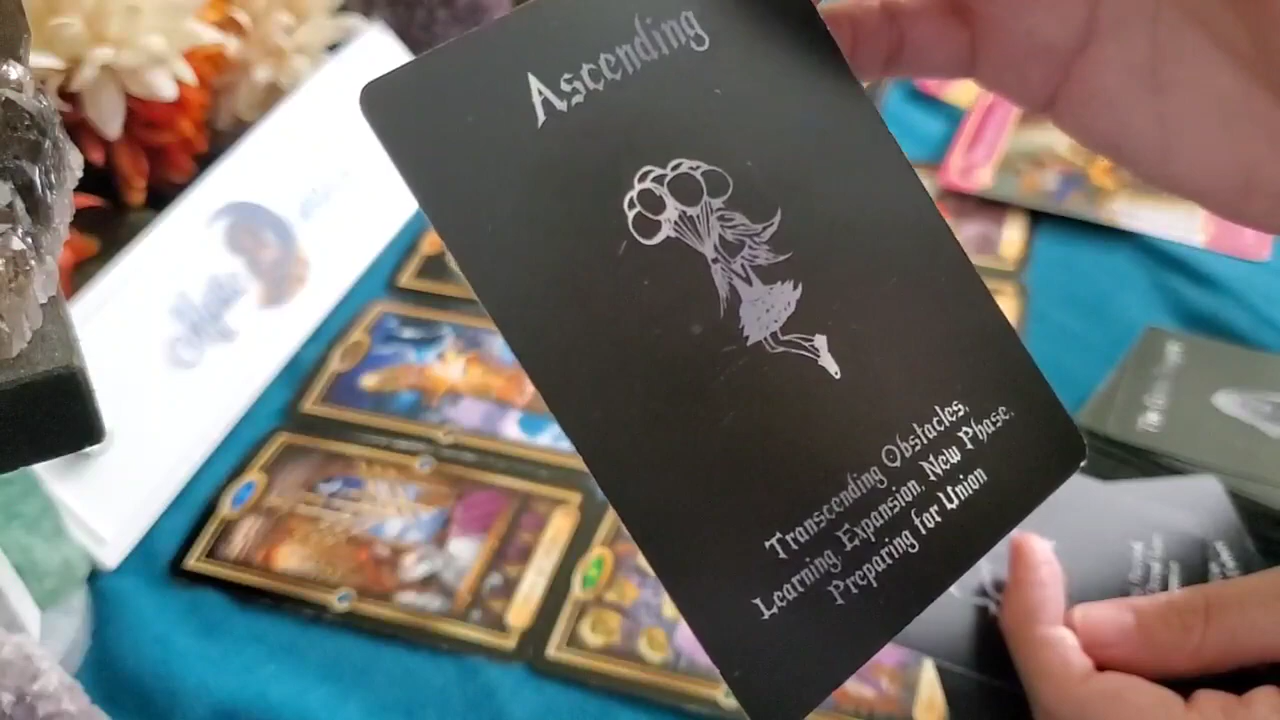 Ascending
Transcending Obstacles,
Learning, Expansion, New Phase,
Preparing for Union